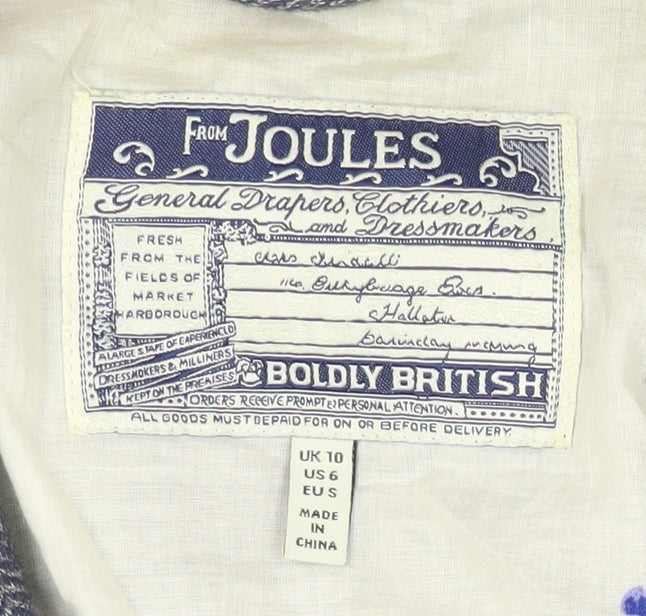 FROM JOULES
General Drapers, Clothiers,
and Dressmakers
FRESH
FROM THE
FIELDS OF
MARKET
HARBOROUGH
A LARGE STAFF OF EXPERIENCED
DRESSMAKERS & MILLINERS
KEPT ON THE PREMISES
BOLDLY BRITISH
ORDERS RECEIVE PROMPT & PERSONAL ATTENTION.
ALL GOODS MUST BE PAID FOR ON OR BEFORE DELIVERY.
UK 10
US 6
EU S
MADE
IN
CHINA